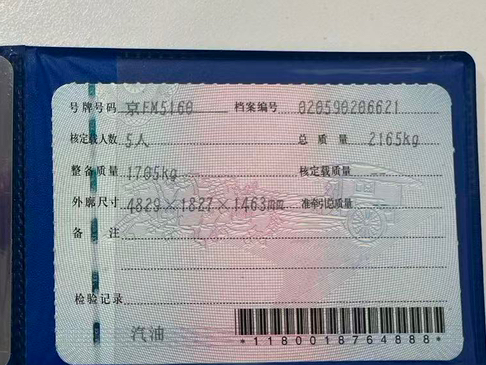 号牌号码 京FM5160 档案编号 020590206621
核定载人数 5人 总质量 2165kg
整备质量 1705kg 核定载质量
外廓尺寸 4829×1827×1463mm 准牵引总质量
备注
检验记录
汽油
*1180018764888*